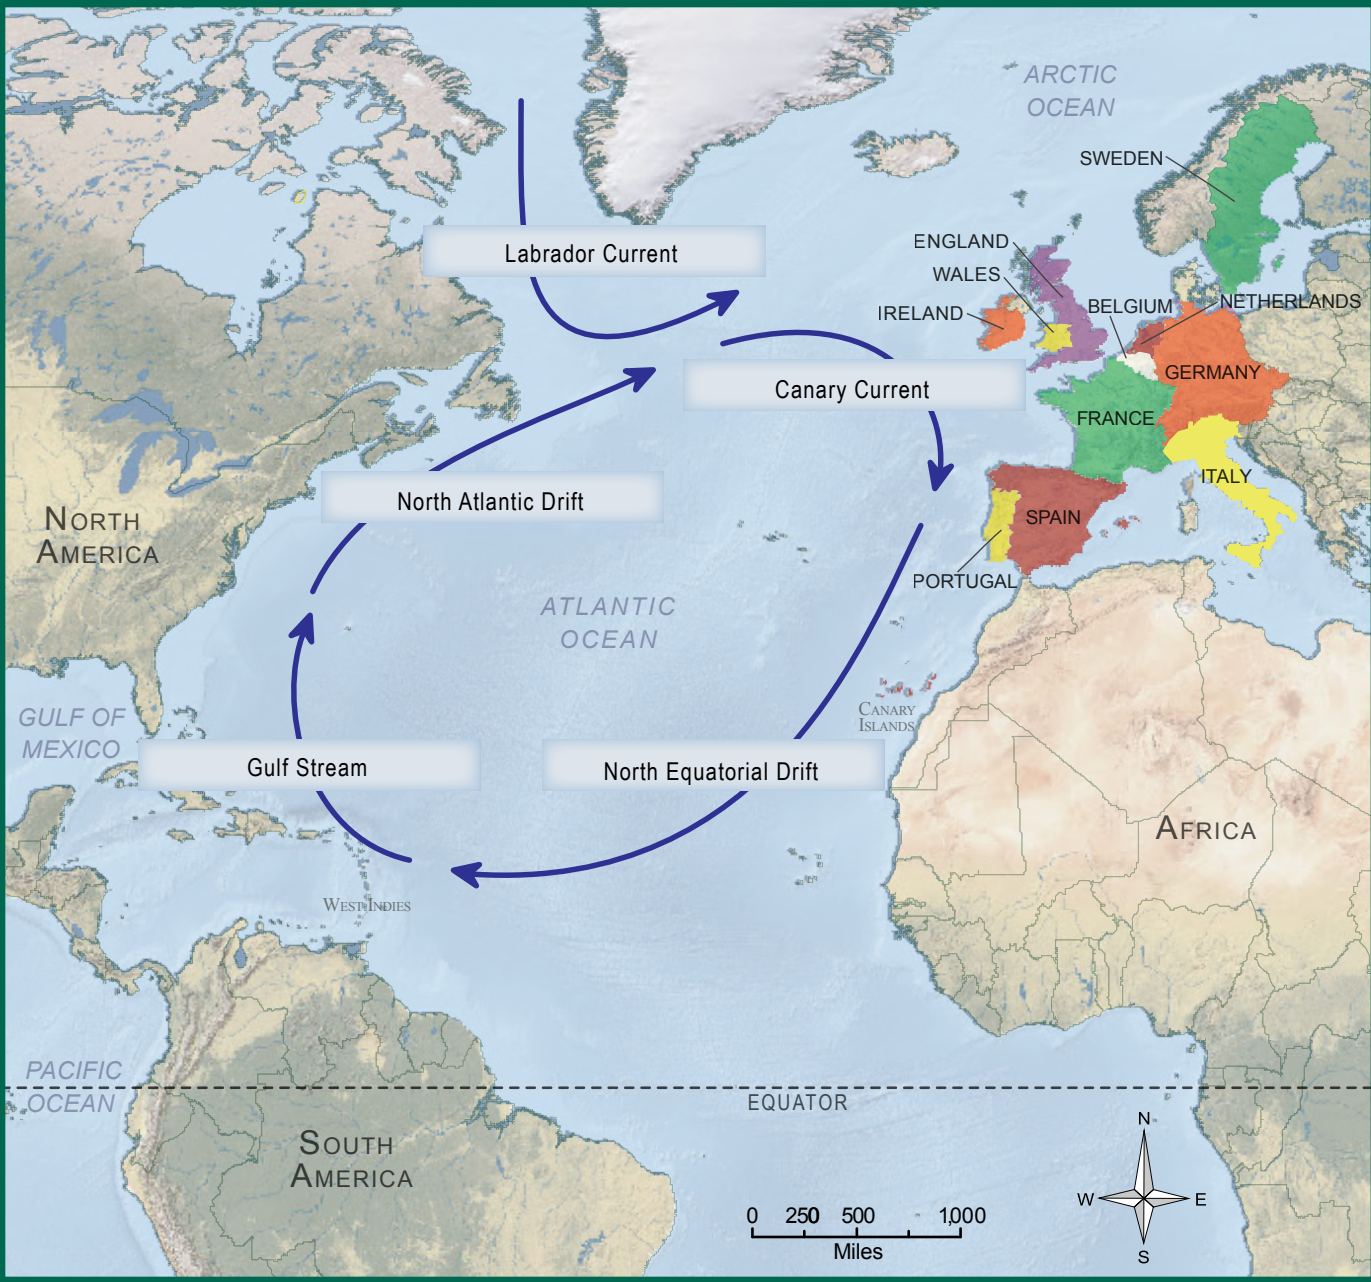 ARCTIC
OCEAN
SWEDEN
ENGLAND
WALES
IRELAND
BELGIUM
NETHERLANDS
Labrador Current
GERMANY
Canary Current
FRANCE
ITALY
North Atlantic Drift
NORTH
AMERICA
SPAIN
PORTUGAL
ATLANTIC
OCEAN
GULF OF
MEXICO
CANARY
ISLANDS
Gulf Stream
North Equatorial Drift
AFRICA
WEST INDIES
PACIFIC
OCEAN
EQUATOR
SOUTH
AMERICA
N
W E
S
0 250 500 1,000
Miles